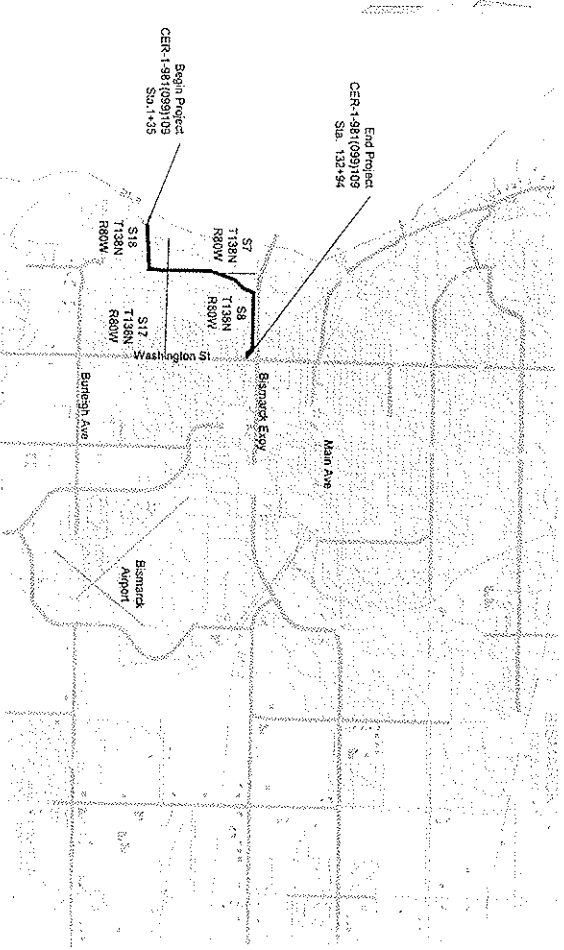 End Project
CER-1-981(099)109
Sta. 132+94
Begin Project
CER-1-981(099)109
Sta.1+35
S7
T138N
R80W
S8
T138N
R80W
S18
T138N
R80W
S17
T138N
R80W
Washington St
Main Ave
Bismarck Expy
Burleigh Ave
Bismarck
Airport
BISMARCK